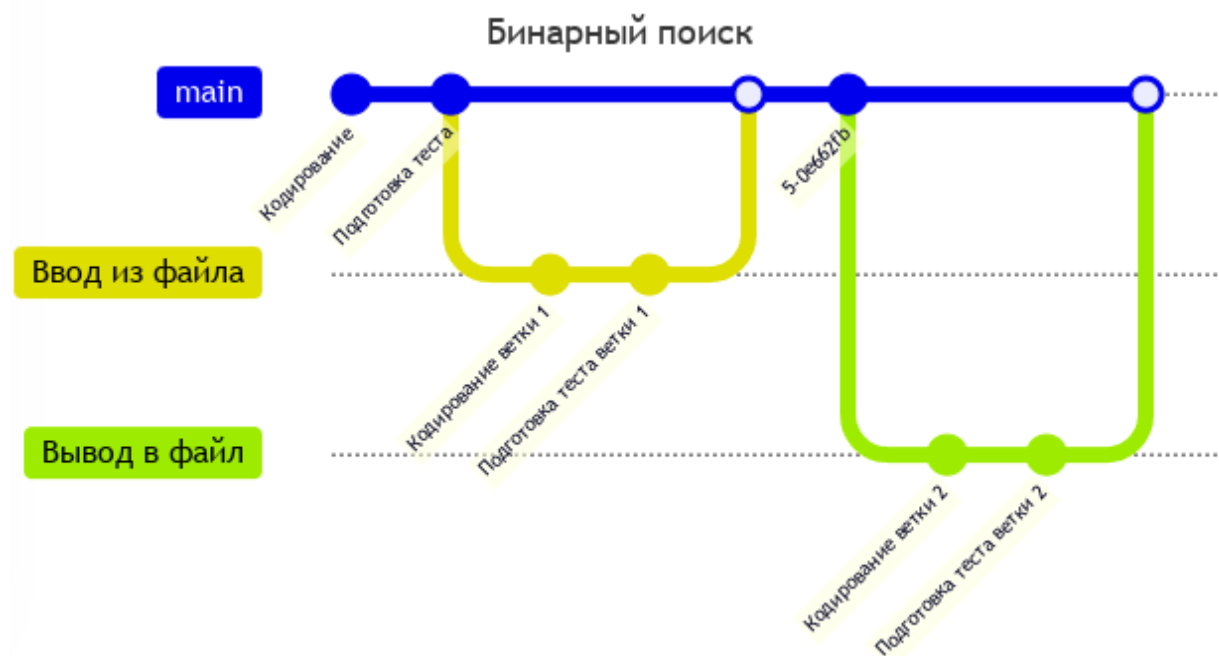 Бинарный поиск
main
Кодирование
Подготовка теста
5-0e662fb
Ввод из файла
Кодирование ветки 1
Подготовка теста ветки 1
Вывод в файл
Кодирование ветки 2
Подготовка теста ветки 2